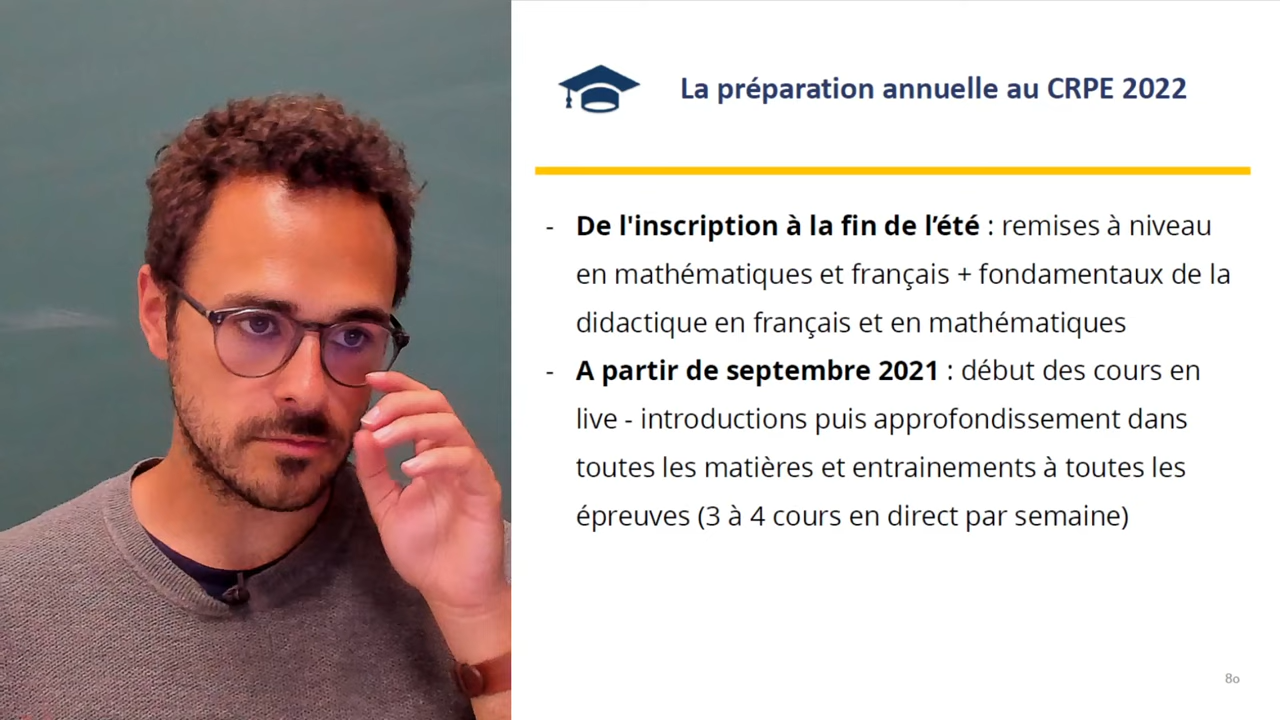 La préparation annuelle au CRPE 2022
- De l'inscription à la fin de l’été : remises à niveau
en mathématiques et français + fondamentaux de la
didactique en français et en mathématiques
- A partir de septembre 2021 : début des cours en
live - introductions puis approfondissement dans
toutes les matières et entrainements à toutes les
épreuves (3 à 4 cours en direct par semaine)
80